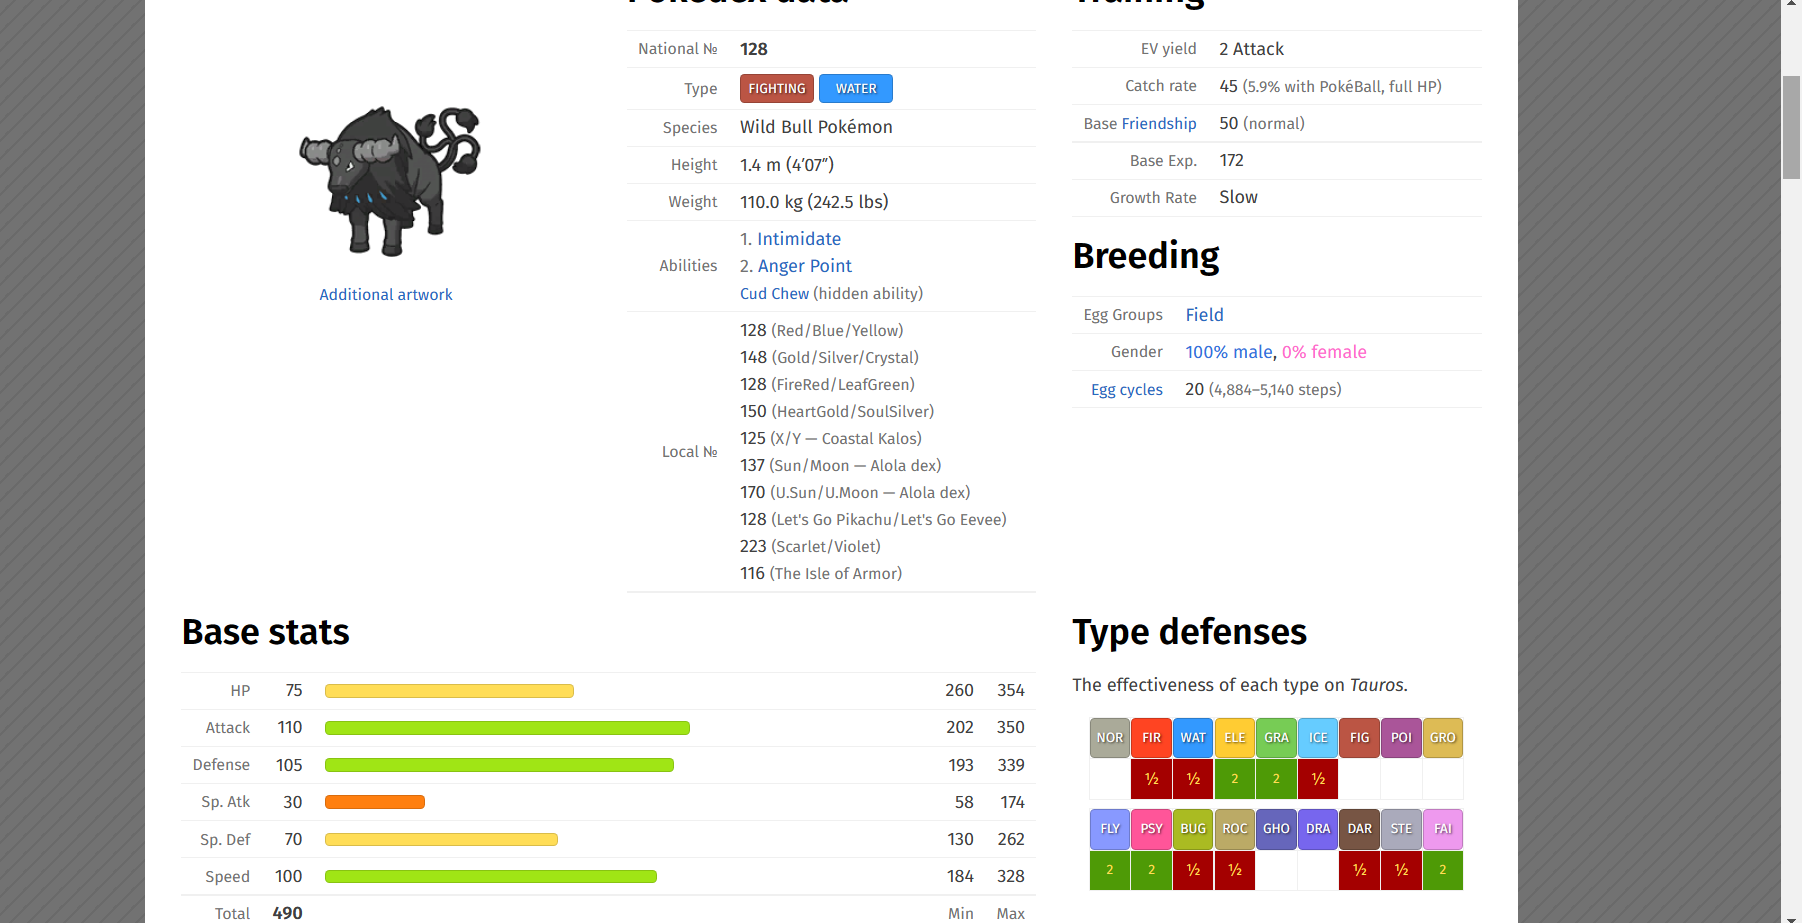 Pokédex data
National № 128
Type FIGHTING WATER
Species Wild Bull Pokémon
Height 1.4 m (4′07″)
Weight 110.0 kg (242.5 lbs)
Abilities
1. Intimidate
2. Anger Point
Cud Chew (hidden ability)
Local №
128 (Red/Blue/Yellow)
148 (Gold/Silver/Crystal)
128 (FireRed/LeafGreen)
150 (HeartGold/SoulSilver)
125 (X/Y — Coastal Kalos)
137 (Sun/Moon — Alola dex)
170 (U.Sun/U.Moon — Alola dex)
128 (Let's Go Pikachu/Let's Go Eevee)
223 (Scarlet/Violet)
116 (The Isle of Armor)
Additional artwork
Training
EV yield 2 Attack
Catch rate 45 (5.9% with PokéBall, full HP)
Base Friendship 50 (normal)
Base Exp. 172
Growth Rate Slow
Breeding
Egg Groups Field
Gender 100% male, 0% female
Egg cycles 20 (4,884–5,140 steps)
Base stats
HP 75 260 354
Attack 110 202 350
Defense 105 193 339
Sp. Atk 30 58 174
Sp. Def 70 130 262
Speed 100 184 328
Total 490 Min Max
Type defenses
The effectiveness of each type on Tauros.
NOR FIR WAT ELE GRA ICE FIG POI GRO
½ ½ 2 2 ½
FLY PSY BUG ROC GHO DRA DAR STE FAI
2 2 ½ ½ ½ ½ 2